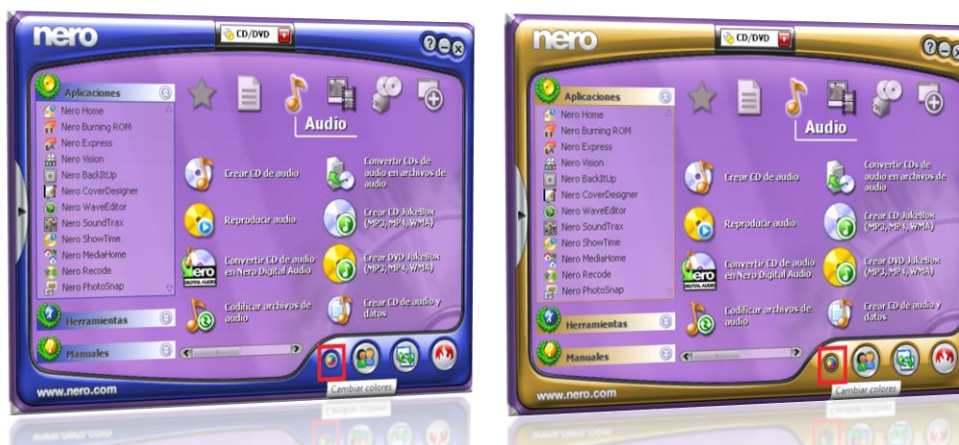 nero
CD/DVD
Aplicaciones
Nero Home
Nero Burning ROM
Nero Express
Nero Vision
Nero BackItUp
Nero CoverDesigner
Nero WaveEditor
Nero SoundTrax
Nero ShowTime
Nero MediaHome
Nero Recode
Nero PhotoSnap
Herramientas
Manuales
Audio
Crear CD de audio
Reproducir audio
Convertir CD de audio
en Nero Digital Audio
Codificar archivos de
audio
Convertir CDs de
audio en archivos de
audio
Crear CD JukeBox
(MP3, MP4, WMA)
Crear DVD JukeBox
(MP3, MP4, WMA)
Crear CD de audio y
datos
nero
DIGITAL AUDIO
www.nero.com
Cambiar colores
nero
CD/DVD
Aplicaciones
Nero Home
Nero Burning ROM
Nero Express
Nero Vision
Nero BackItUp
Nero CoverDesigner
Nero WaveEditor
Nero SoundTrax
Nero ShowTime
Nero MediaHome
Nero Recode
Nero PhotoSnap
Herramientas
Manuales
Audio
Crear CD de audio
Reproducir audio
Convertir CD de audio
en Nero Digital Audio
Codificar archivos de
audio
Convertir CDs de
audio en archivos de
audio
Crear CD JukeBox
(MP3, MP4, WMA)
Crear DVD JukeBox
(MP3, MP4, WMA)
Crear CD de audio y
datos
nero
DIGITAL AUDIO
www.nero.com
Cambiar colores